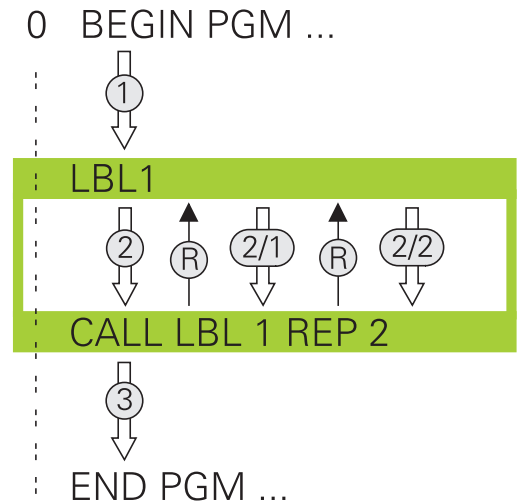 0 BEGIN PGM ...
1
LBL1
2 R 2/1 R 2/2
CALL LBL 1 REP 2
3
END PGM ...